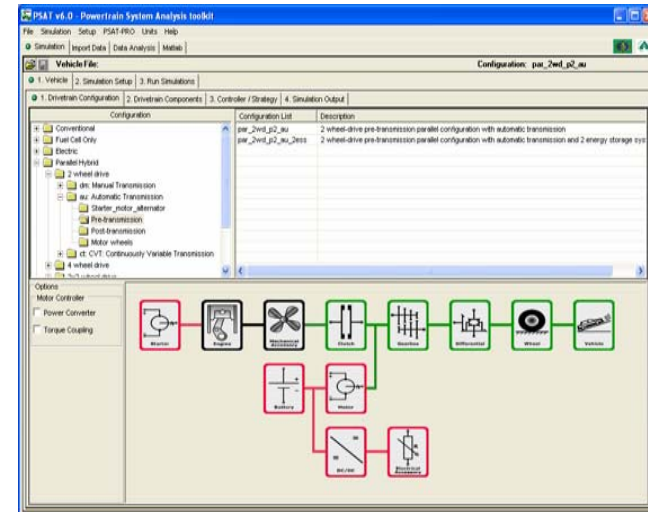 PSAT v6.0 - Powertrain System Analysis toolkit
File Simulation Setup PSAT-PRO Units Help
Simulation Import Data Data Analysis Matlab
Vehicle File: Configuration: par_2wd_p2_au
1. Vehicle 2. Simulation Setup 3. Run Simulations
1. Drivetrain Configuration 2. Drivetrain Components 3. Controller / Strategy 4. Simulation Output
Configuration Configuration List Description
Conventional par_2wd_p2_au 2 wheel-drive pre-transmission parallel configuration with automatic transmission
Fuel Cell Only par_2wd_p2_au_2ess 2 wheel-drive pre-transmission parallel configuration with automatic transmission and 2 energy storage sys
Electric
Parallel Hybrid
2 wheel drive
dm: Manual Transmission
au: Automatic Transmission
Starter_motor_alternator
Pre-transmission
Post-transmission
Motor wheels
ct: CVT: Continuously Variable Transmission
4 wheel drive
2x2 wheel drive
Options
Motor Controller
Power Converter
Torque Coupling
Starter Engine Mechanical Accessory Clutch Gearbox Differential Wheel Vehicle
Battery Motor
DC/DC Electrical Accessory